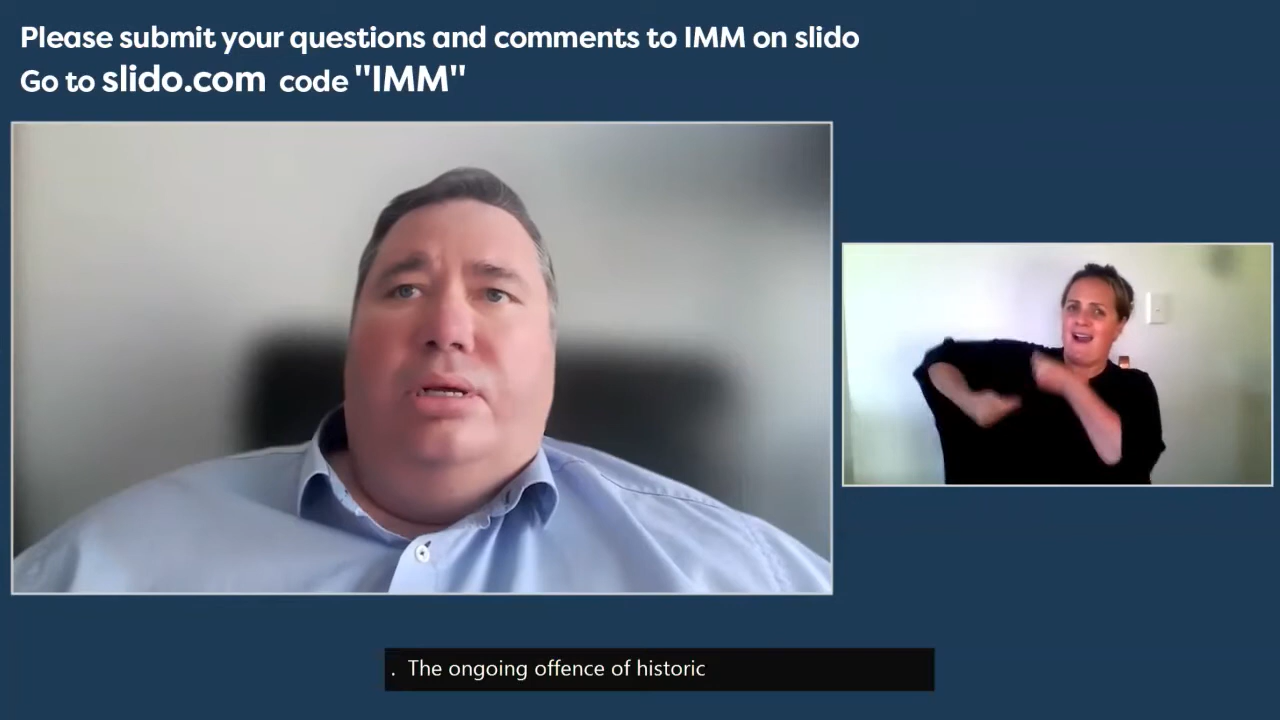 Please submit your questions and comments to IMM on slido
Go to slido.com code "IMM"
. The ongoing offence of historic